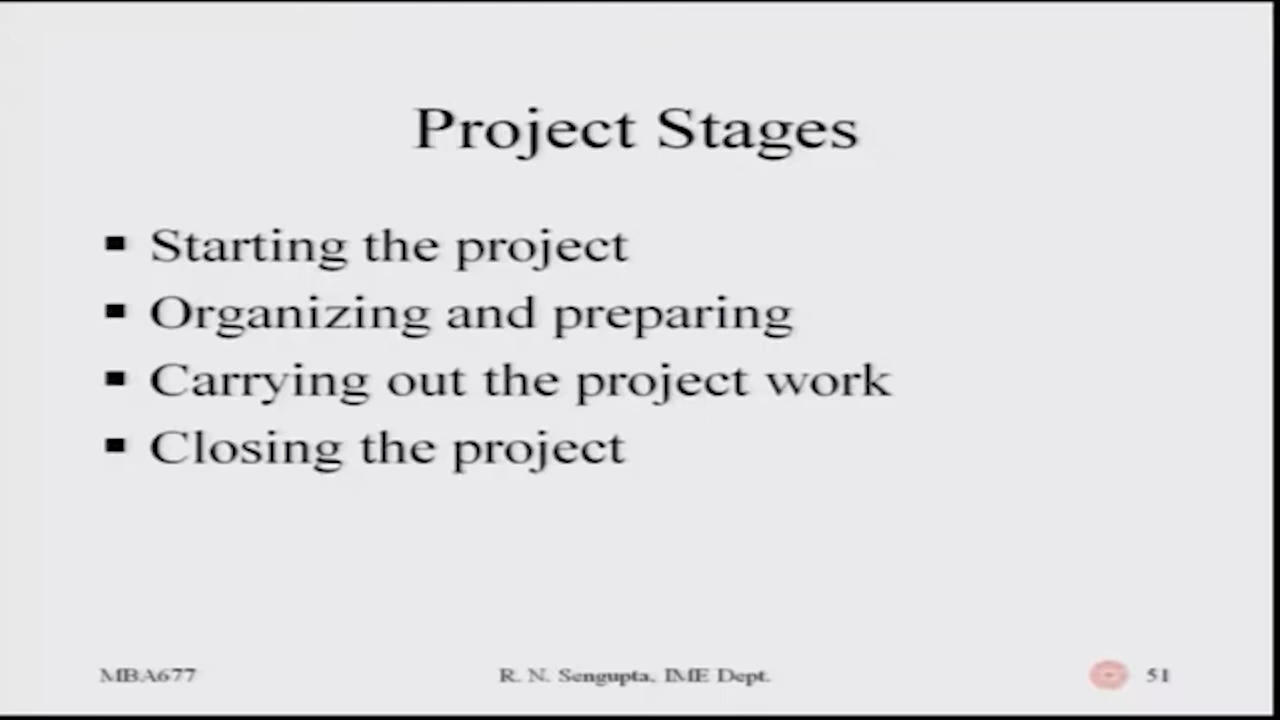 Project Stages
▪ Starting the project
▪ Organizing and preparing
▪ Carrying out the project work
▪ Closing the project
MBA677 R. N. Sengupta, IME Dept. 51